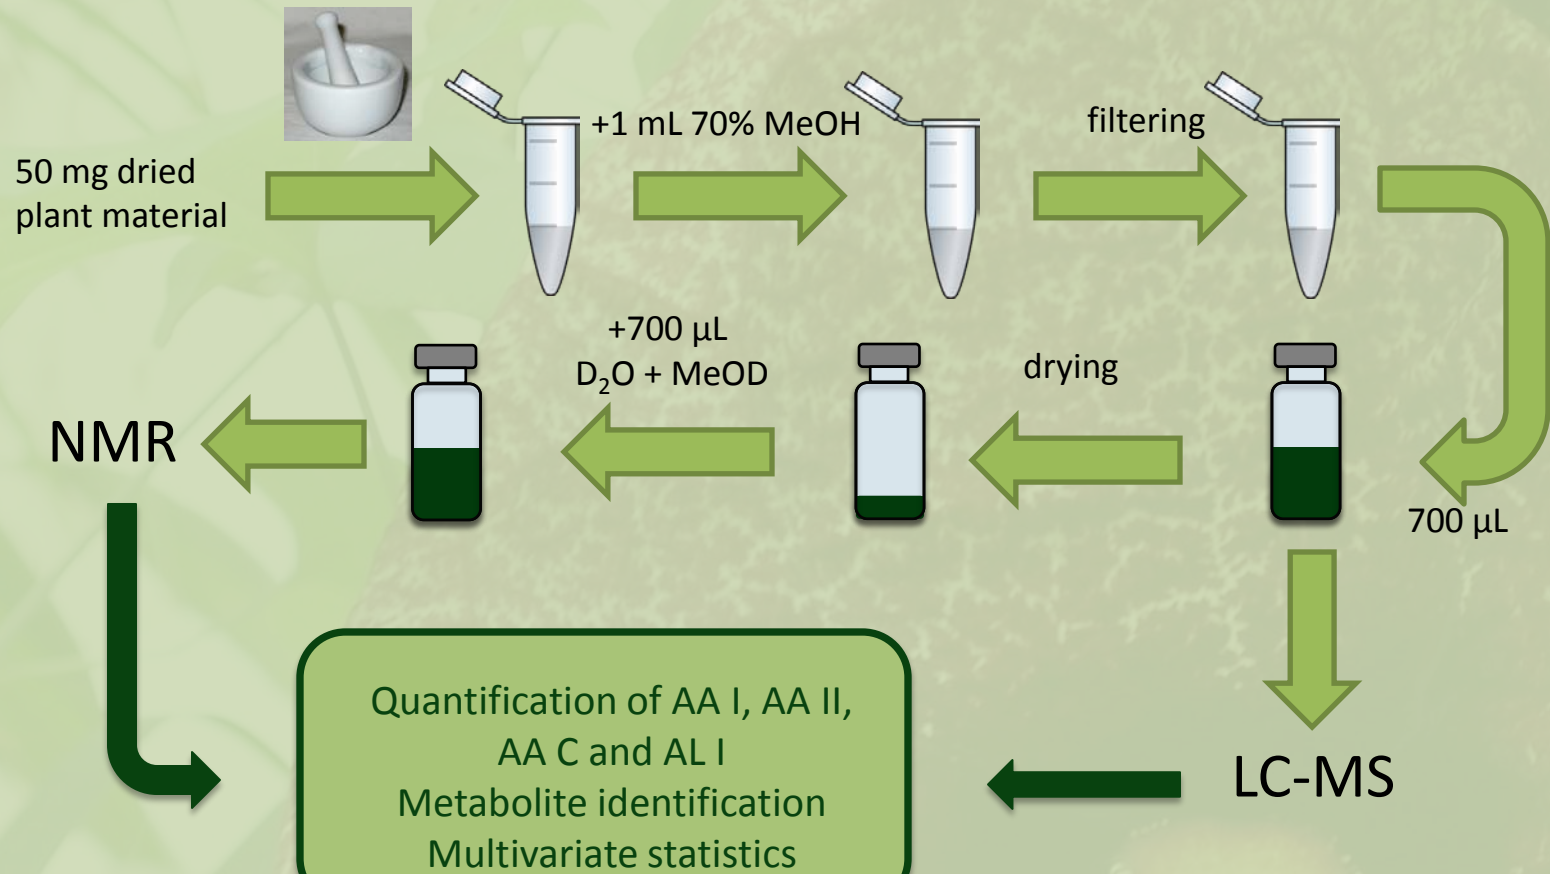 50 mg dried
plant material
+1 mL 70% MeOH
filtering
700 µL
drying
+700 µL
D₂O + MeOD
NMR
LC-MS
Quantification of AA I, AA II,
AA C and AL I
Metabolite identification
Multivariate statistics